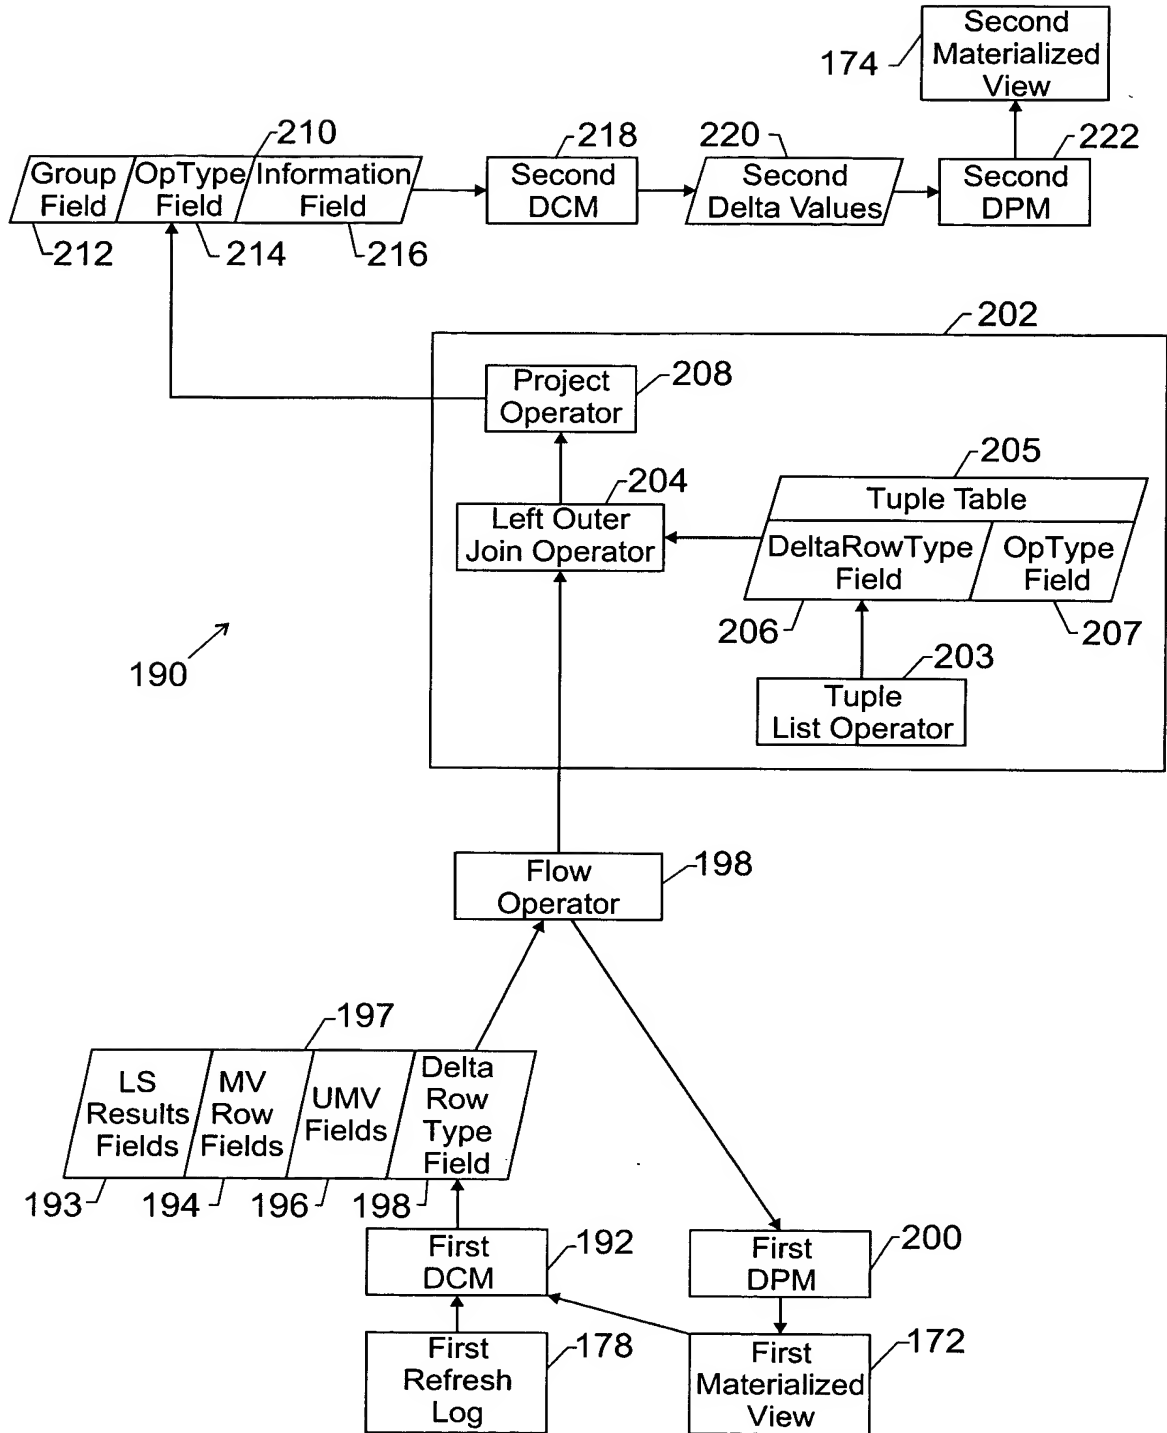 Second
Materialized
View
174
210
218
220
222
Group
Field
OpType
Field
Information
Field
Second
DCM
Second
Delta Values
Second
DPM
212
214
216
202
Project
Operator
208
204
205
Left Outer
Join Operator
Tuple Table
DeltaRowType
Field
OpType
Field
206
207
203
Tuple
List Operator
190
Flow
Operator
198
197
LS
Results
Fields
MV
Row
Fields
UMV
Fields
Delta
Row
Type
Field
193
194
196
198
First
DCM
192
First
DPM
200
First
Refresh
Log
178
First
Materialized
View
172